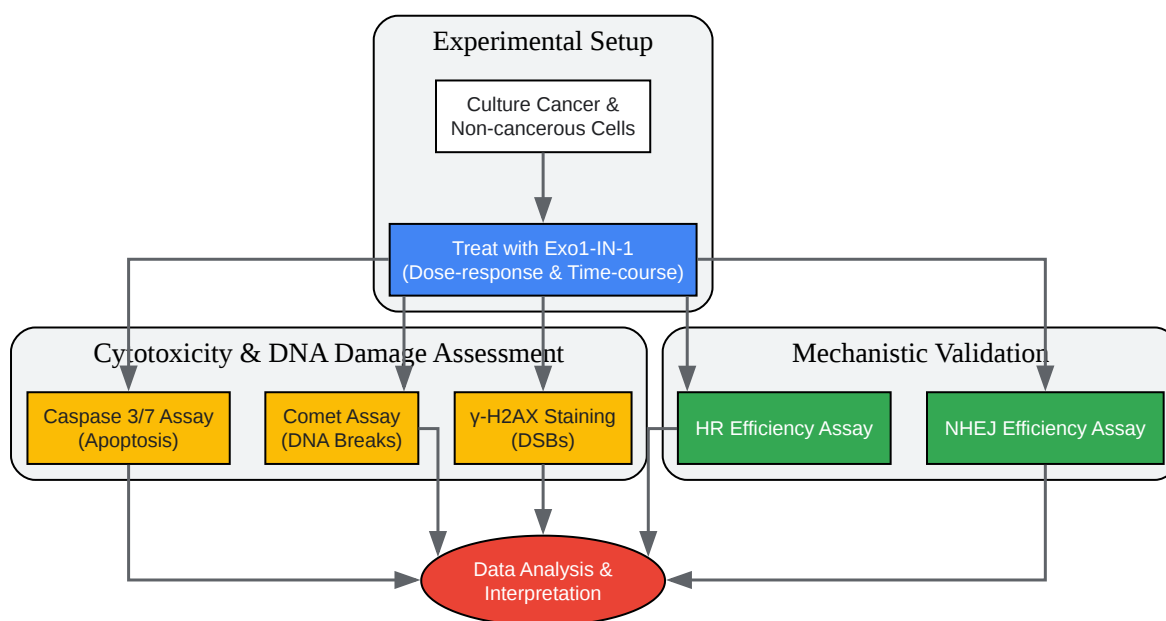 Experimental Setup
Culture Cancer &
Non-cancerous Cells
Treat with Exo1-IN-1
(Dose-response & Time-course)
Cytotoxicity & DNA Damage Assessment
Caspase 3/7 Assay
(Apoptosis)
Comet Assay
(DNA Breaks)
γ-H2AX Staining
(DSBs)
Mechanistic Validation
HR Efficiency Assay
NHEJ Efficiency Assay
Data Analysis &
Interpretation